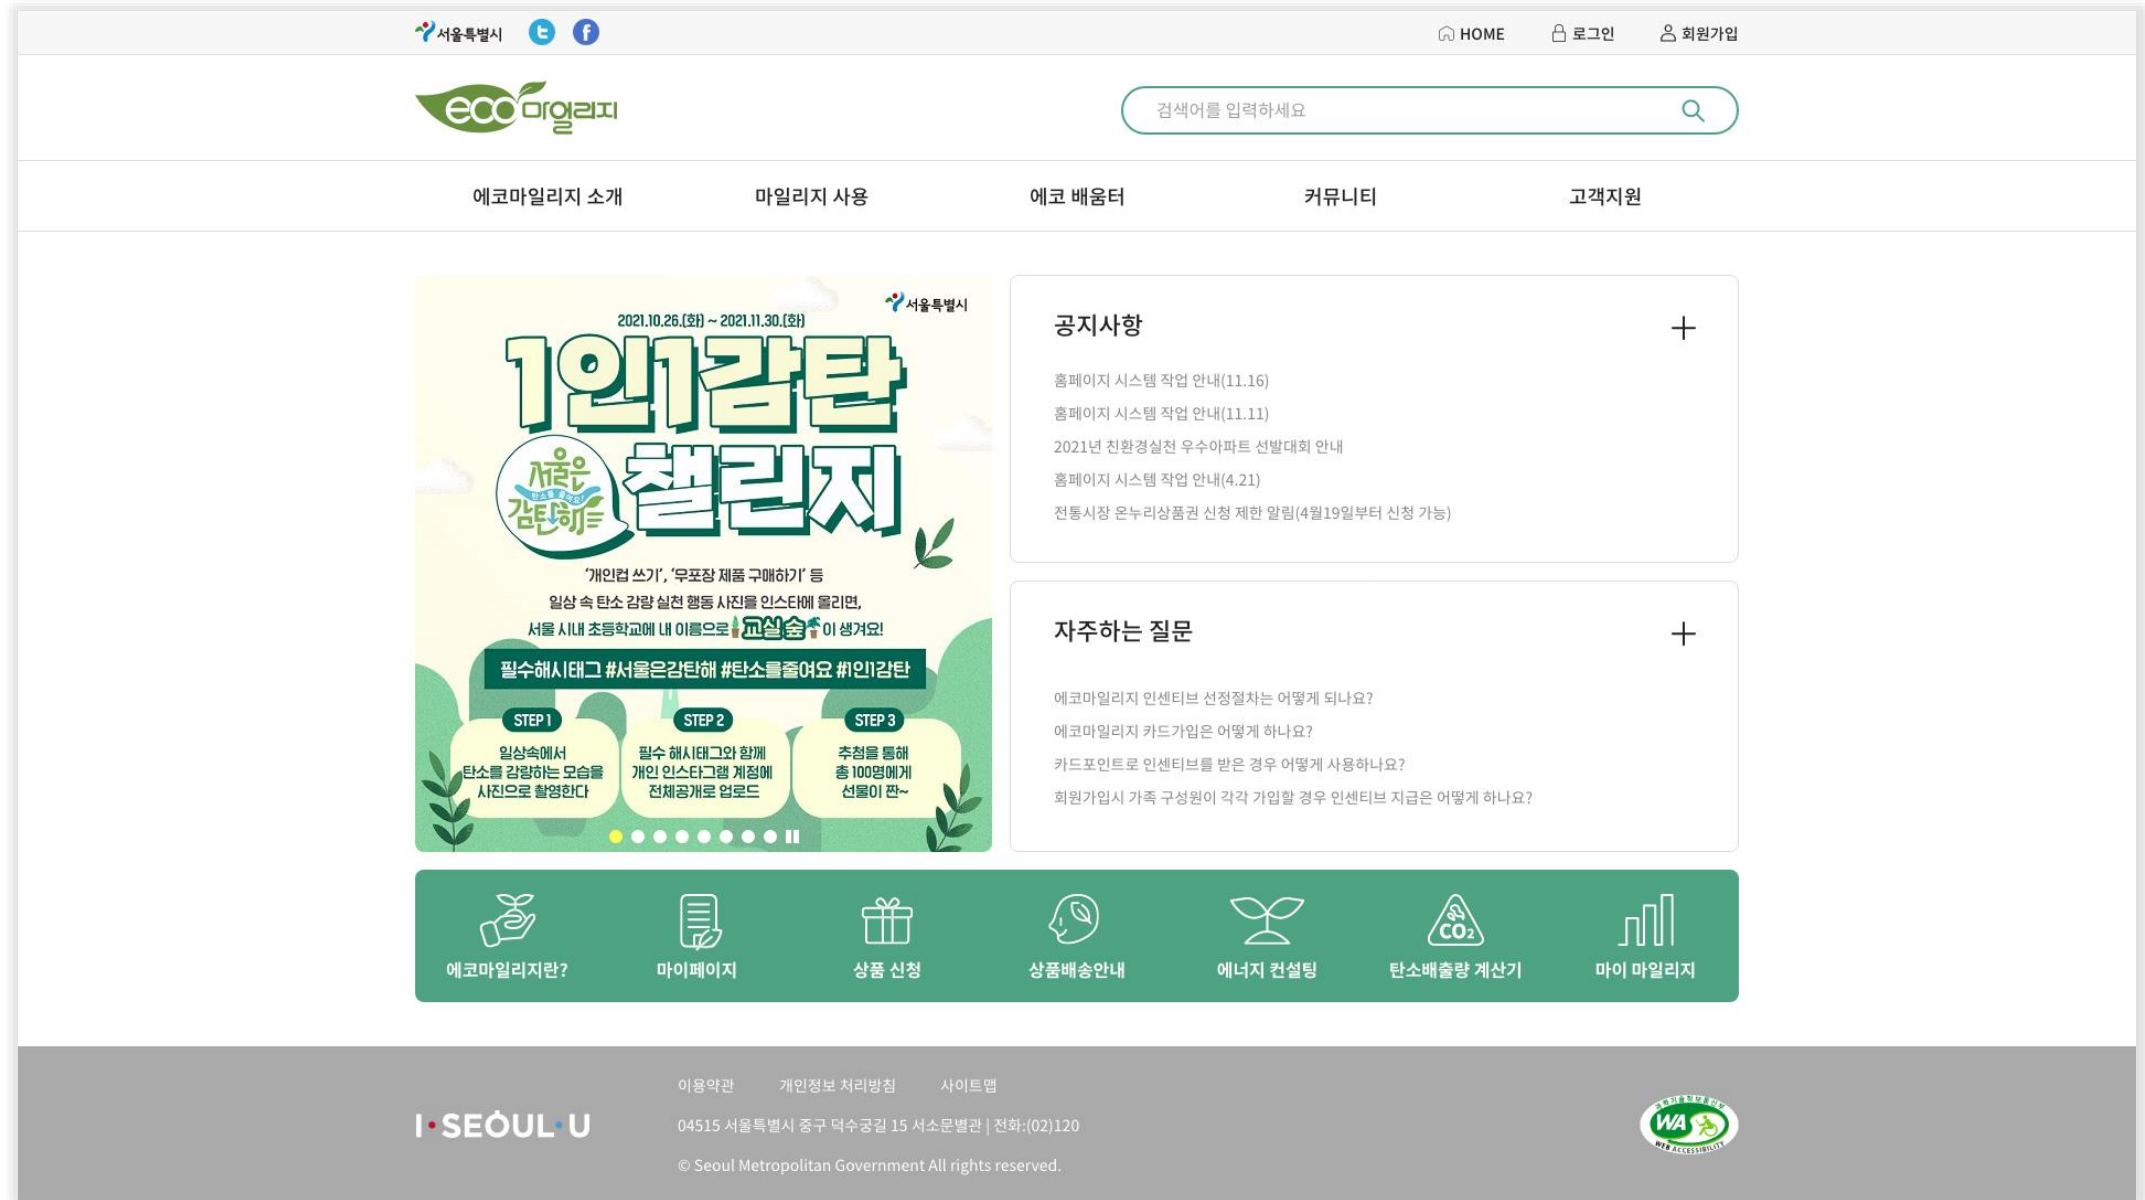 서울특별시
HOME
로그인
회원가입
eco 마일리지
검색어를 입력하세요
에코마일리지 소개
마일리지 사용
에코 배움터
커뮤니티
고객지원
서울특별시
2021.10.26.(화) ~ 2021.11.30.(화)
1인1감탄
챌린지
서울은
탄소를 줄여요!
감탄해
‘개인컵 쓰기’, ‘무포장 제품 구매하기’ 등
일상 속 탄소 감량 실천 행동 사진을 인스타에 올리면,
서울 시내 초등학교에 내 이름으로 교실숲이 생겨요!
필수해시태그 #서울은감탄해 #탄소를줄여요 #1인1감탄
STEP 1
일상속에서
탄소를 감량하는 모습을
사진으로 촬영한다
STEP 2
필수 해시태그와 함께
개인 인스타그램 계정에
전체공개로 업로드
STEP 3
추첨을 통해
총 100명에게
선물이 짠~
공지사항
홈페이지 시스템 작업 안내(11.16)
홈페이지 시스템 작업 안내(11.11)
2021년 친환경실천 우수아파트 선발대회 안내
홈페이지 시스템 작업 안내(4.21)
전통시장 온누리상품권 신청 제한 알림(4월19일부터 신청 가능)
자주하는 질문
에코마일리지 인센티브 선정절차는 어떻게 되나요?
에코마일리지 카드가입은 어떻게 하나요?
카드포인트로 인센티브를 받은 경우 어떻게 사용하나요?
회원가입시 가족 구성원이 각각 가입할 경우 인센티브 지급은 어떻게 하나요?
에코마일리지란?
마이페이지
상품 신청
상품배송안내
에너지 컨설팅
CO₂
탄소배출량 계산기
마이 마일리지
이용약관
개인정보 처리방침
사이트맵
I·SEOUL·U
04515 서울특별시 중구 덕수궁길 15 서소문별관 | 전화:(02)120
© Seoul Metropolitan Government All rights reserved.
과학기술정보통신부
WA
WEB ACCESSIBILITY